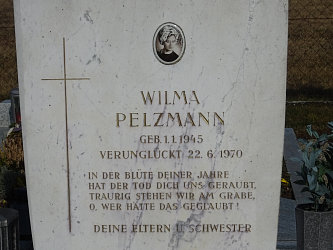 WILMA
PELZMANN
GEB. 1.1.1945
VERUNGLÜCKT 22.6.1970
IN DER BLÜTE DEINER JAHRE
HAT DER TOD DICH UNS GERAUBT,
TRAURIG STEHEN WIR AM GRABE,
O, WER HÄTTE DAS GEGLAUBT!
DEINE ELTERN U. SCHWESTER